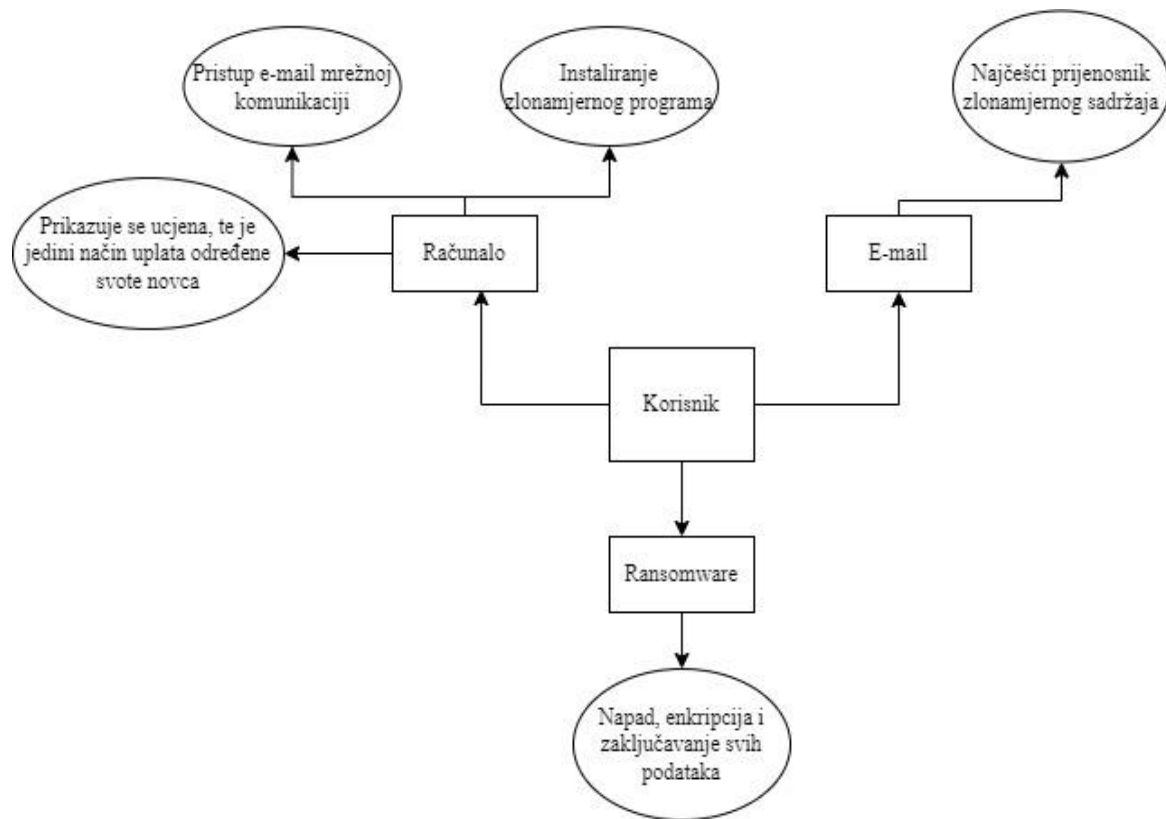 Pristup e-mail mrežnoj
komunikaciji
Instaliranje
zlonamjernog programa
Najčešći prijenosnik
zlonamjernog sadržaja
Prikazuje se ucjena, te je
jedini način uplata određene
svote novca
Računalo
E-mail
Korisnik
Ransomware
Napad, enkripcija i
zaključavanje svih
podataka